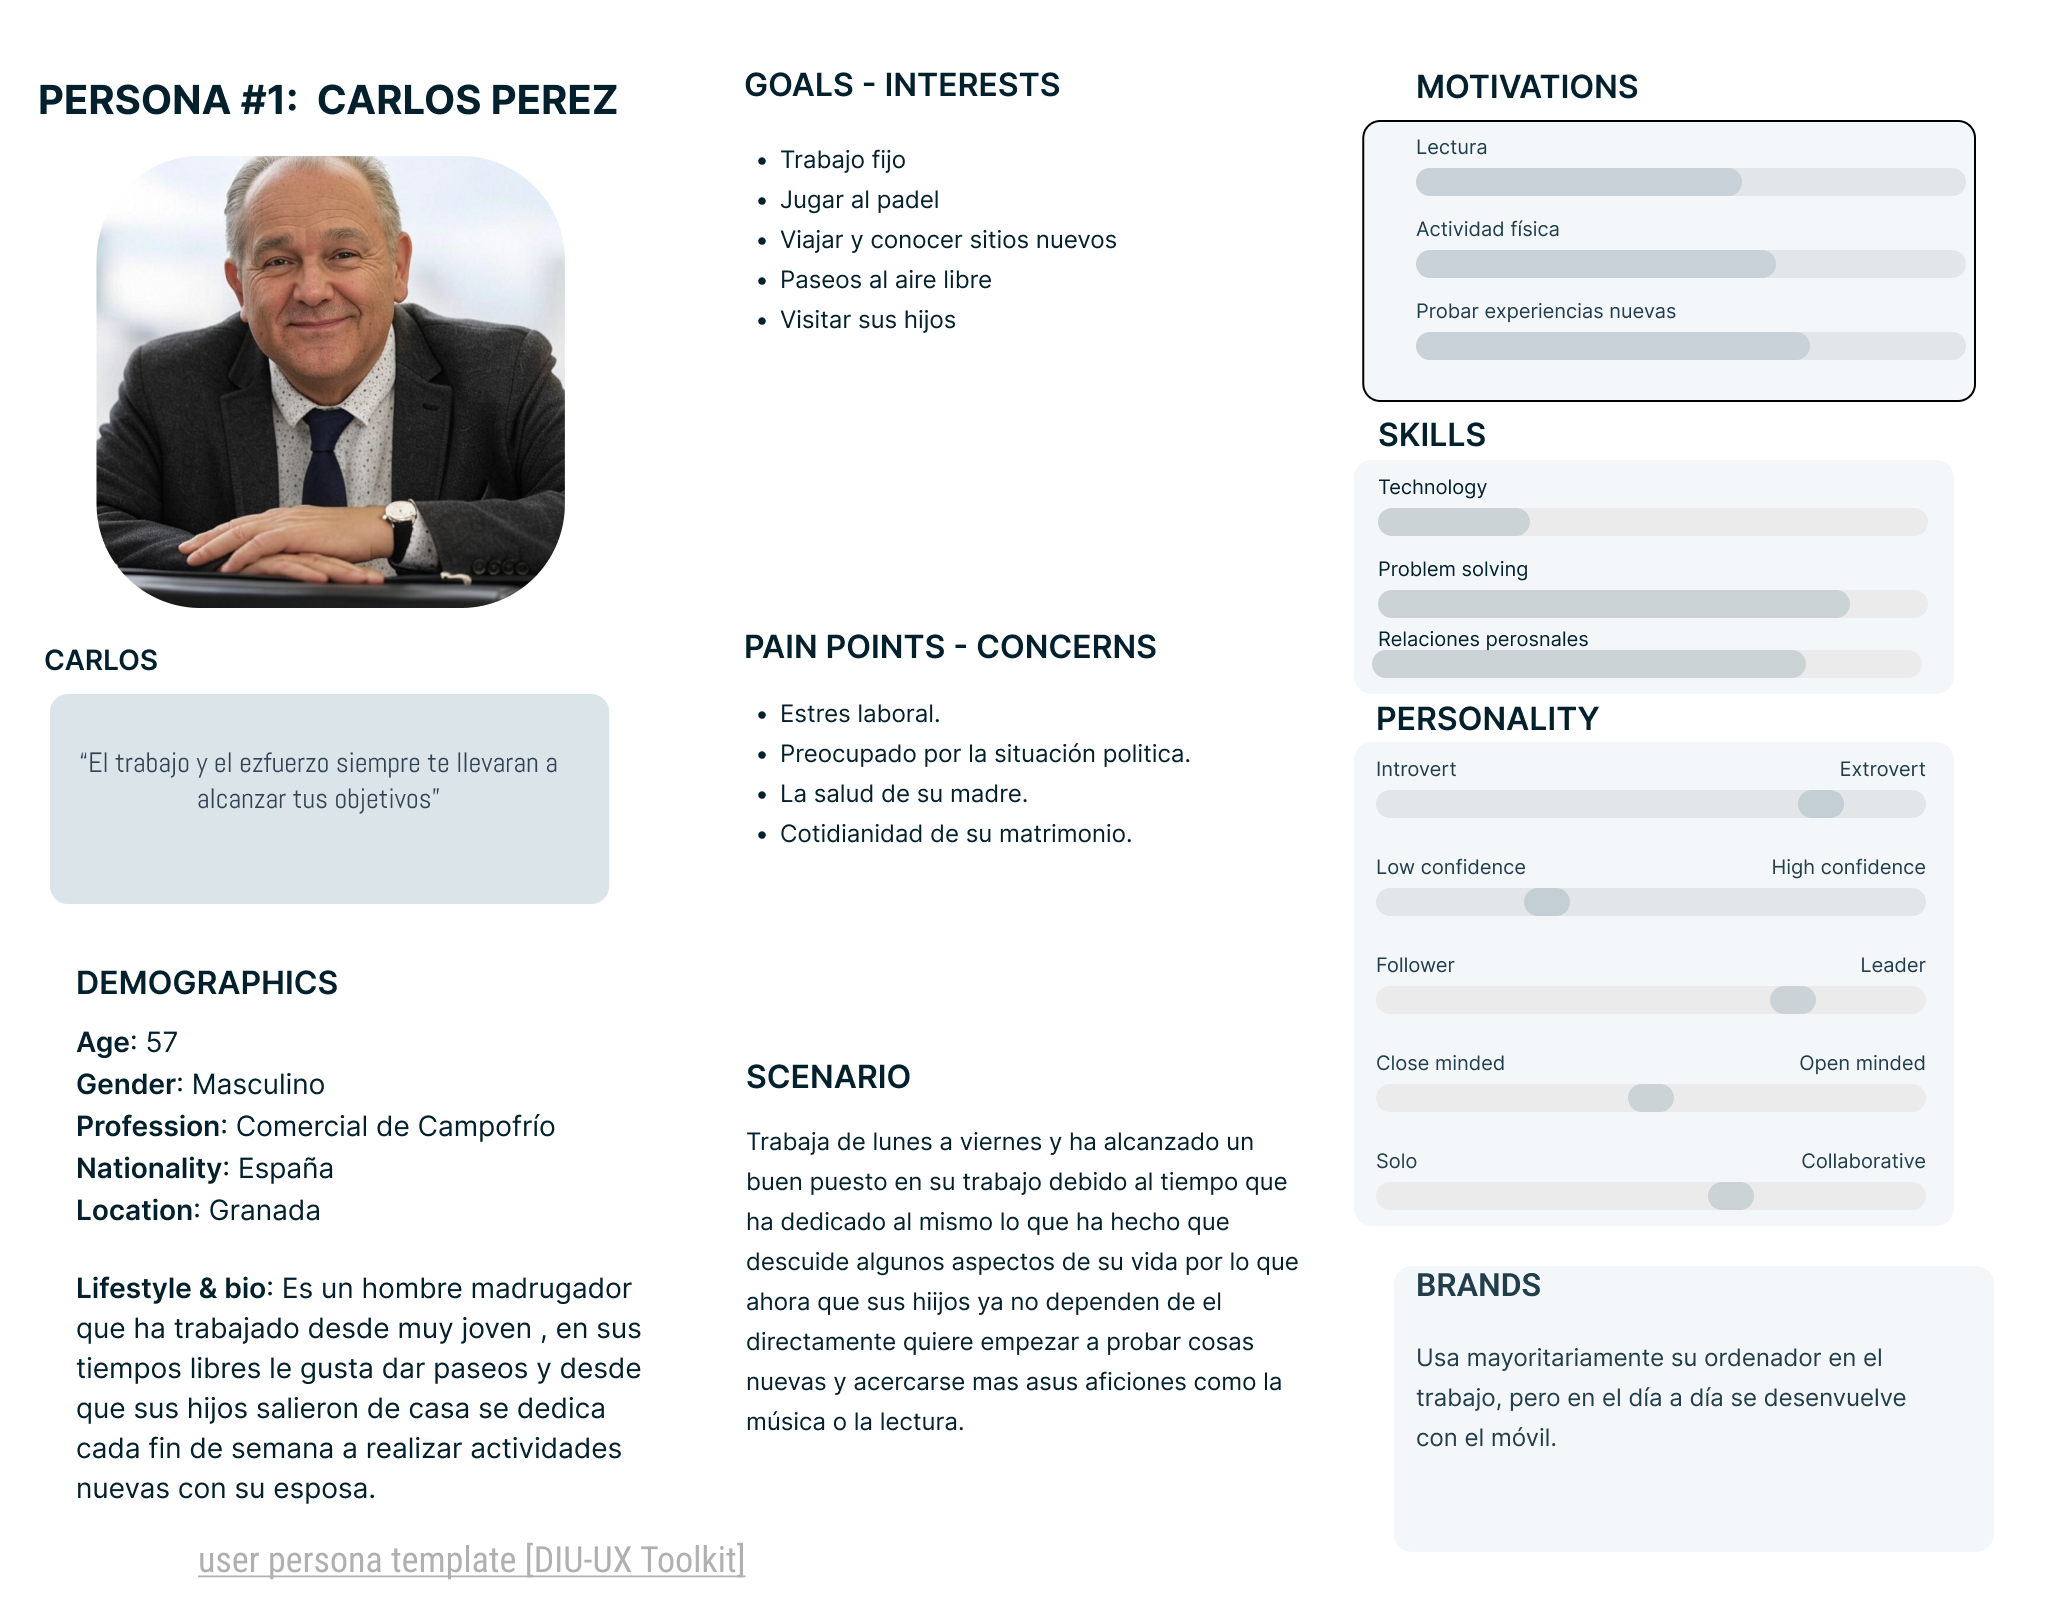 PERSONA #1:  CARLOS PEREZ
CARLOS
“El trabajo y el ezfuerzo siempre te llevaran a
alcanzar tus objetivos”
DEMOGRAPHICS
Age: 57
Gender: Masculino
Profession: Comercial de Campofrío
Nationality: España
Location: Granada
Lifestyle & bio: Es un hombre madrugador
que ha trabajado desde muy joven , en sus
tiempos libres le gusta dar paseos y desde
que sus hijos salieron de casa se dedica
cada fin de semana a realizar actividades
nuevas con su esposa.
GOALS - INTERESTS
• Trabajo fijo
• Jugar al padel
• Viajar y conocer sitios nuevos
• Paseos al aire libre
• Visitar sus hijos
PAIN POINTS - CONCERNS
• Estres laboral.
• Preocupado por la situación politica.
• La salud de su madre.
• Cotidianidad de su matrimonio.
SCENARIO
Trabaja de lunes a viernes y ha alcanzado un
buen puesto en su trabajo debido al tiempo que
ha dedicado al mismo lo que ha hecho que
descuide algunos aspectos de su vida por lo que
ahora que sus hiijos ya no dependen de el
directamente quiere empezar a probar cosas
nuevas y acercarse mas asus aficiones como la
música o la lectura.
MOTIVATIONS
Lectura
Actividad física
Probar experiencias nuevas
SKILLS
Technology
Problem solving
Relaciones perosnales
PERSONALITY
Introvert Extrovert
Low confidence High confidence
Follower Leader
Close minded Open minded
Solo Collaborative
BRANDS
Usa mayoritariamente su ordenador en el
trabajo, pero en el día a día se desenvuelve
con el móvil.
user persona template [DIU-UX Toolkit]